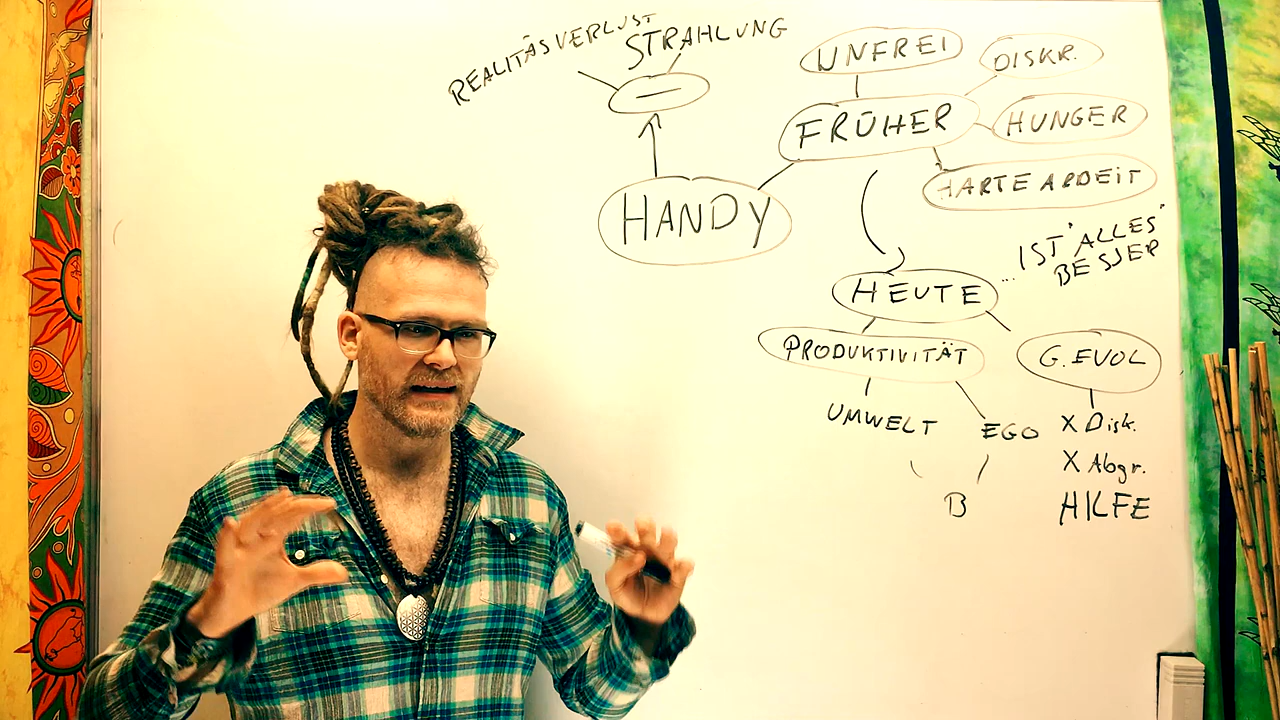 REALITÄSVERLUST
STRAHLUNG
—
HANDY
UNFREI
DISKR.
FRÜHER
HUNGER
HARTE ARBEIT
HEUTE
... IST "ALLES"
BESSER
PRODUKTIVITÄT
G. EVOL
UMWELT
EGO
B
X Disk.
X Abgr.
HILFE